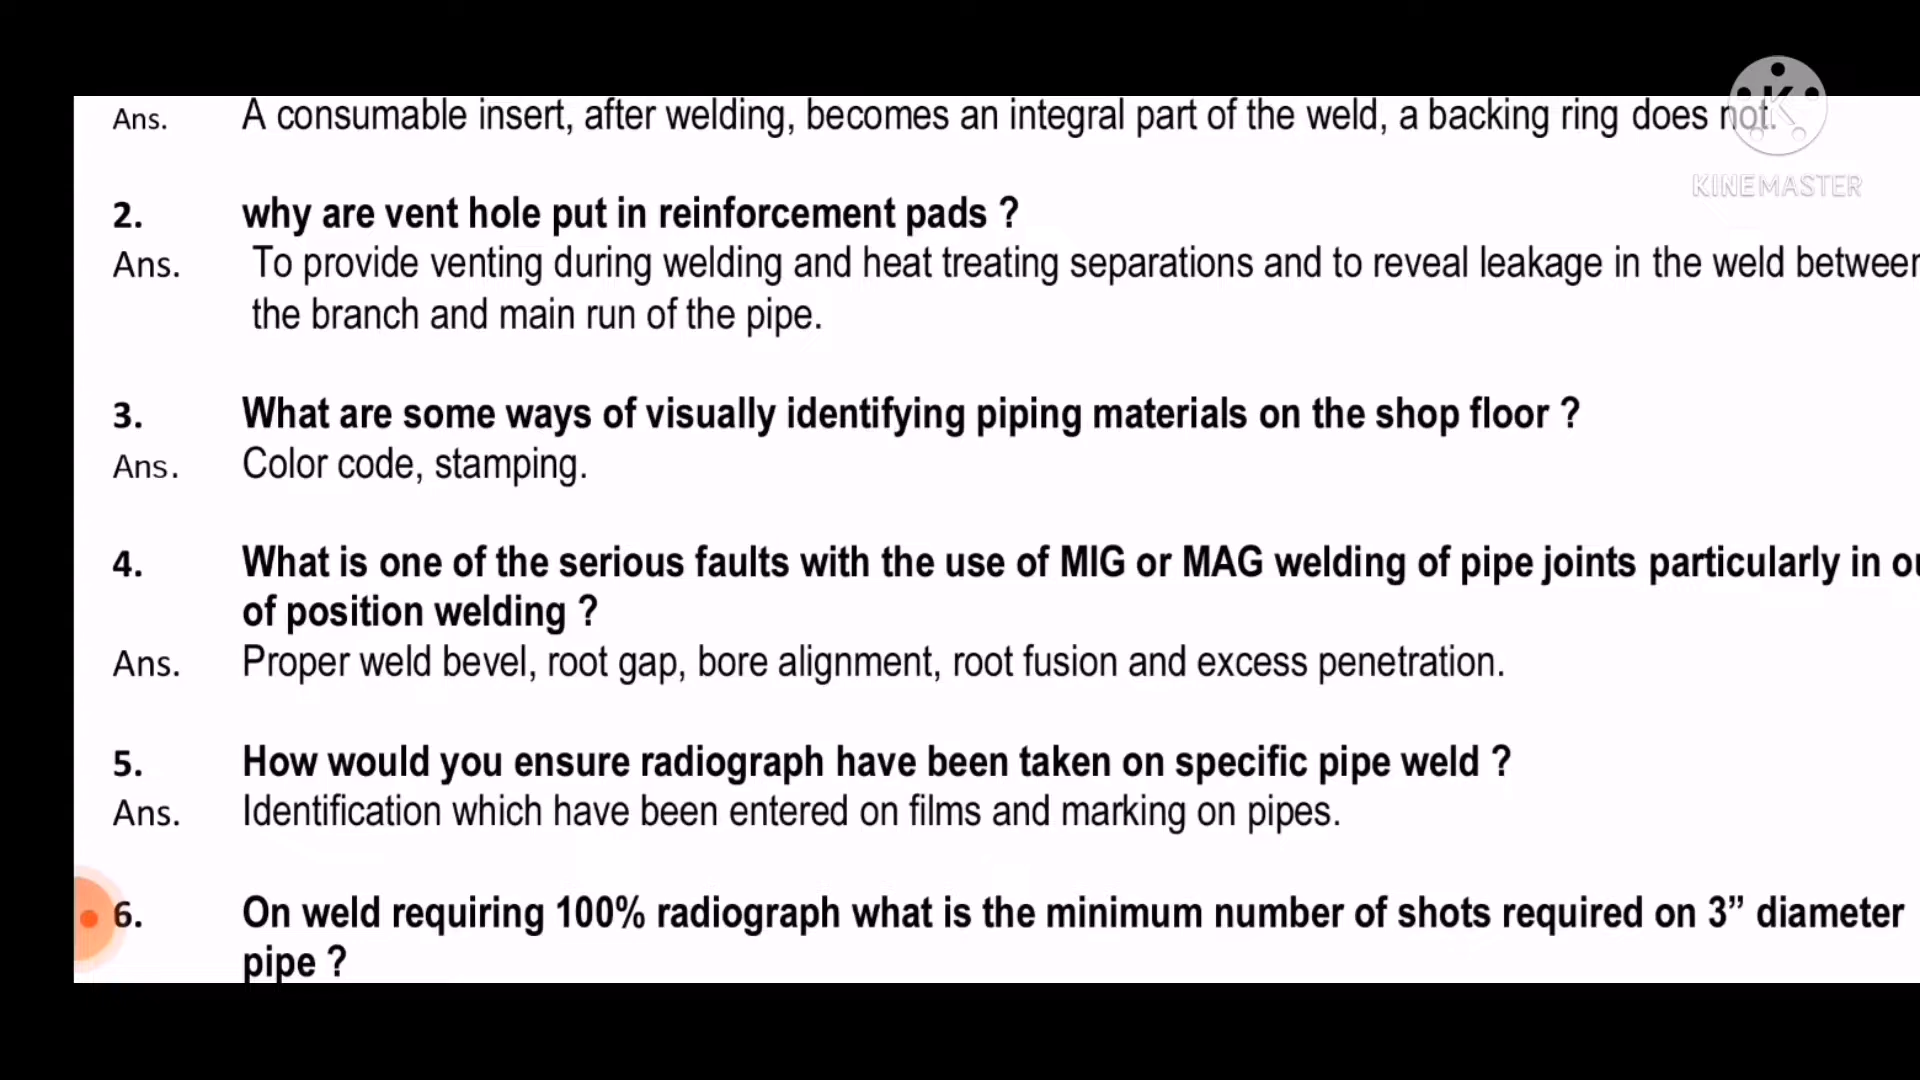 Ans. A consumable insert, after welding, becomes an integral part of the weld, a backing ring does not.
KINEMASTER
2. why are vent hole put in reinforcement pads ?
Ans. To provide venting during welding and heat treating separations and to reveal leakage in the weld between
the branch and main run of the pipe.
3. What are some ways of visually identifying piping materials on the shop floor ?
Ans. Color code, stamping.
4. What is one of the serious faults with the use of MIG or MAG welding of pipe joints particularly in
of position welding ?
Ans. Proper weld bevel, root gap, bore alignment, root fusion and excess penetration.
5. How would you ensure radiograph have been taken on specific pipe weld ?
Ans. Identification which have been entered on films and marking on pipes.
6. On weld requiring 100% radiograph what is the minimum number of shots required on 3” diameter
pipe ?